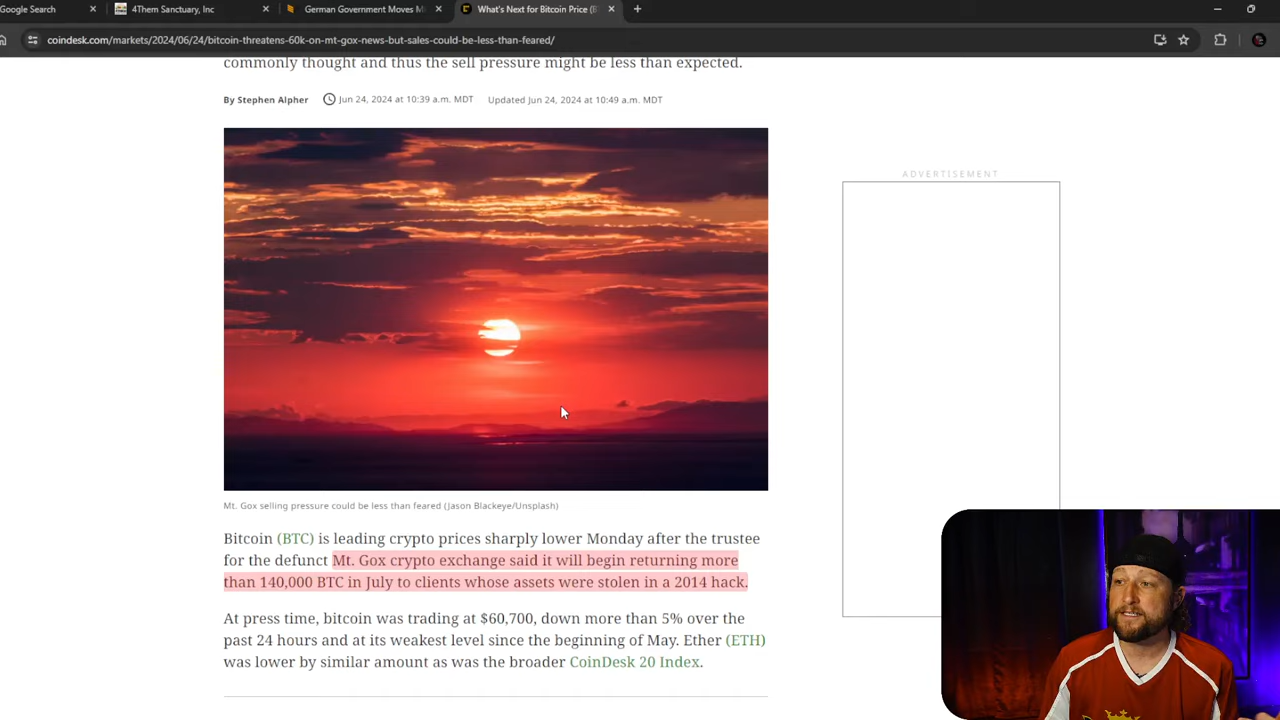 Google Search
4Them Sanctuary, Inc
German Government Moves M
What's Next for Bitcoin Price (B
coindesk.com/markets/2024/06/24/bitcoin-threatens-60k-on-mt-gox-news-but-sales-could-be-less-than-feared/
commonly thought and thus the sell pressure might be less than expected.
By Stephen Alpher Jun 24, 2024 at 10:39 a.m. MDT Updated Jun 24, 2024 at 10:49 a.m. MDT
ADVERTISEMENT
Mt. Gox selling pressure could be less than feared (Jason Blackeye/Unsplash)
Bitcoin (BTC) is leading crypto prices sharply lower Monday after the trustee
for the defunct Mt. Gox crypto exchange said it will begin returning more
than 140,000 BTC in July to clients whose assets were stolen in a 2014 hack.
At press time, bitcoin was trading at $60,700, down more than 5% over the
past 24 hours and at its weakest level since the beginning of May. Ether (ETH)
was lower by similar amount as was the broader CoinDesk 20 Index.